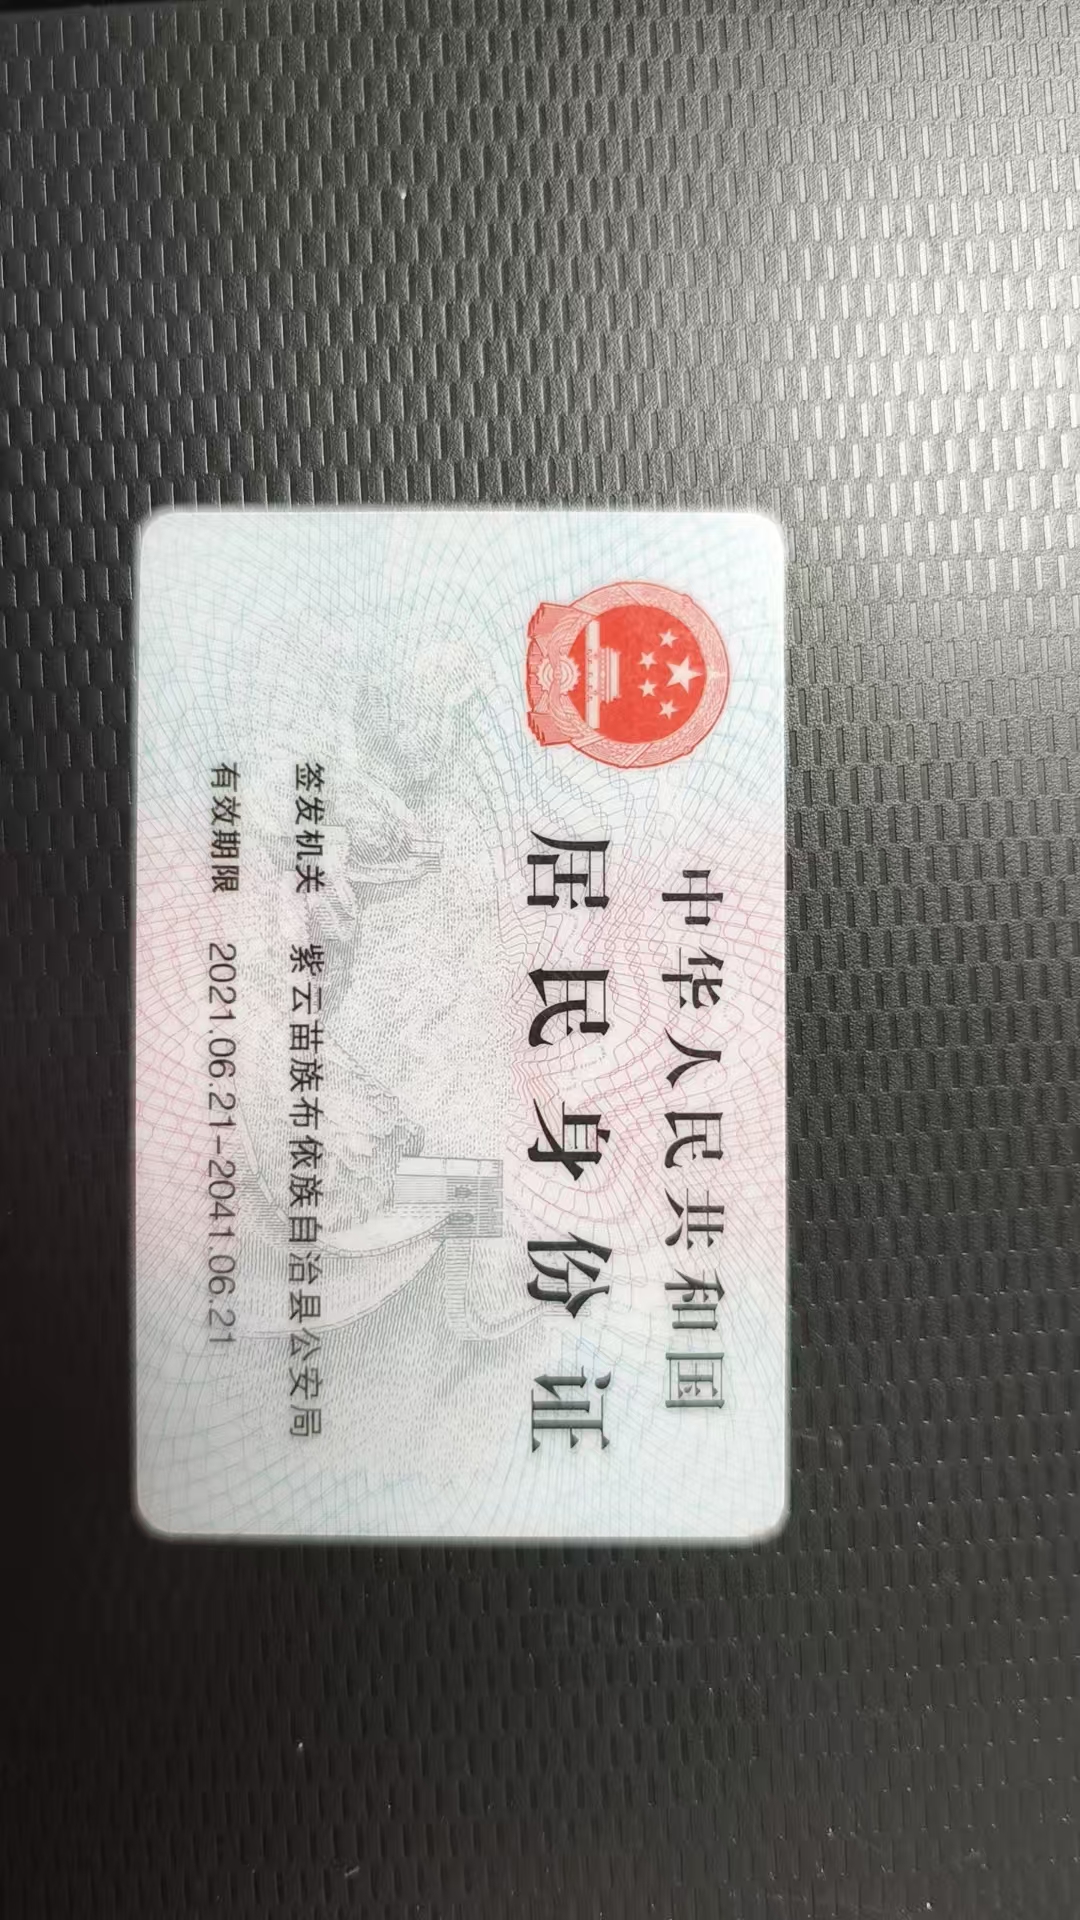 中华人民共和国
居民身份证
签发机关 紫云苗族布依族自治县公安局
有效期限 2021.06.21-2041.06.21